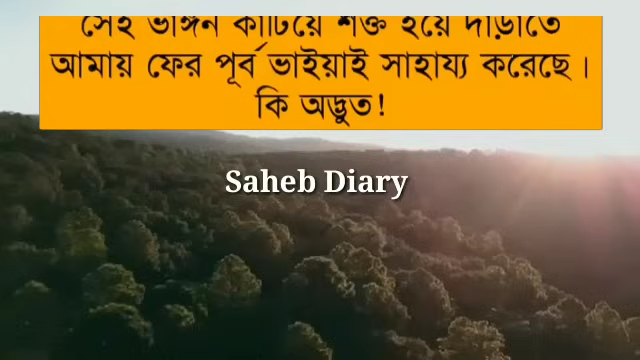 সেই ভাঙ্গন কাটিয়ে শক্ত হয়ে দাড়াতে
আমায় ফের পূর্ব ভাইয়াই সাহায্য করেছে।
কি অদ্ভুত!
Saheb Diary